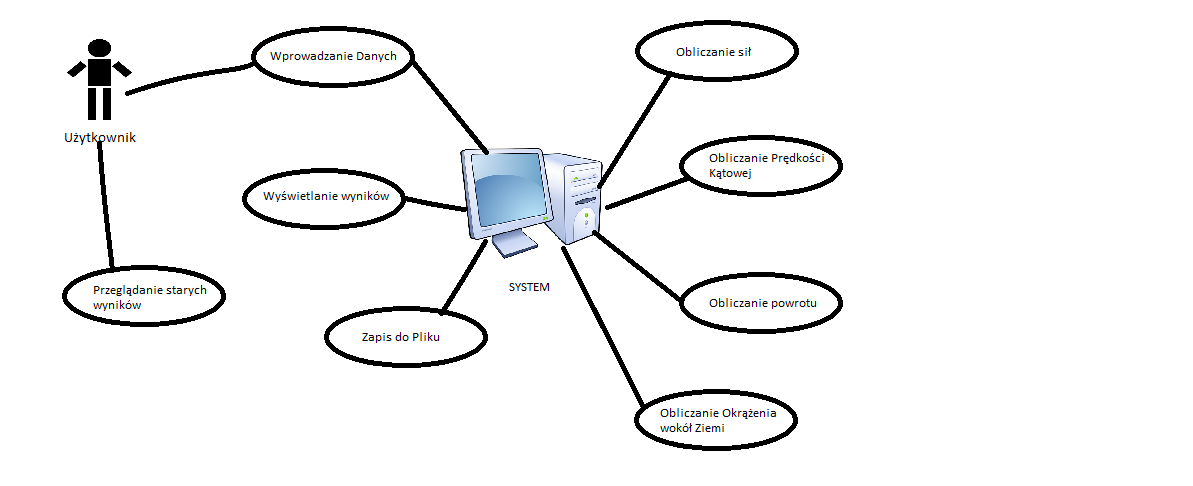 Wprowadzanie Danych
Obliczanie sił
Użytkownik
Obliczanie Prędkości
Kątowej
Wyświetlanie wyników
SYSTEM
Przeglądanie starych
wyników
Obliczanie powrotu
Zapis do Pliku
Obliczanie Okrążenia
wokół Ziemi